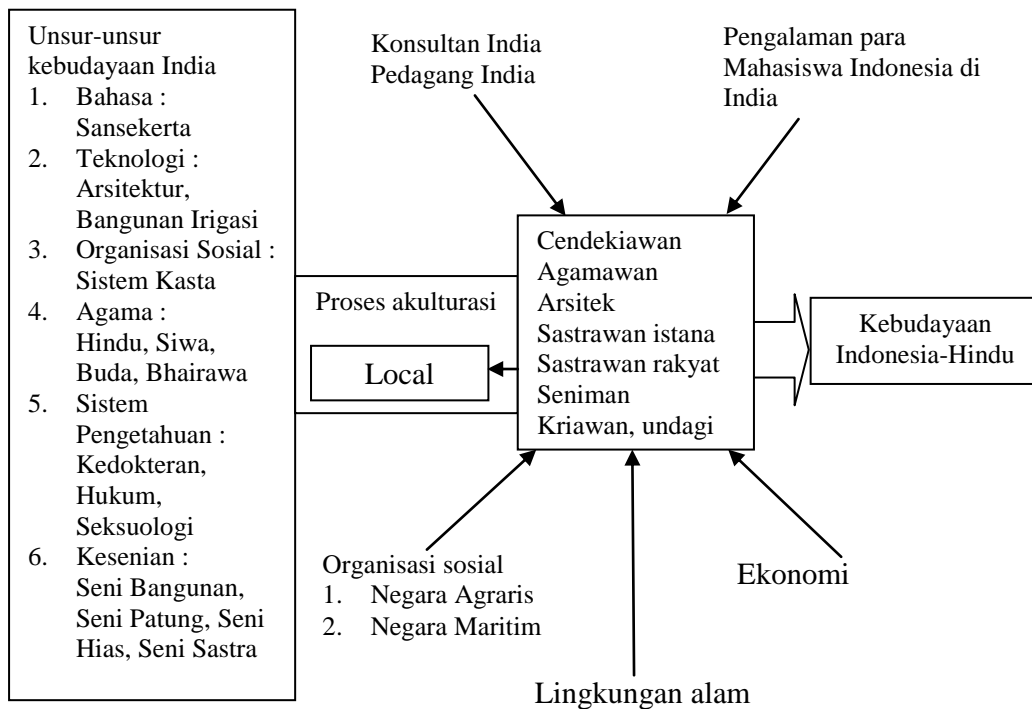 Unsur-unsur
kebudayaan India
1. Bahasa :
Sansekerta
2. Teknologi :
Arsitektur,
Bangunan Irigasi
3. Organisasi Sosial :
Sistem Kasta
4. Agama :
Hindu, Siwa,
Buda, Bhairawa
5. Sistem
Pengetahuan :
Kedokteran,
Hukum,
Seksuologi
6. Kesenian :
Seni Bangunan,
Seni Patung, Seni
Hias, Seni Sastra
Konsultan India
Pedagang India
Pengalaman para
Mahasiswa Indonesia di
India
Proses akulturasi
Local
Cendekiawan
Agamawan
Arsitek
Sastrawan istana
Sastrawan rakyat
Seniman
Kriawan, undagi
Kebudayaan
Indonesia-Hindu
Organisasi sosial
1. Negara Agraris
2. Negara Maritim
Ekonomi
Lingkungan alam